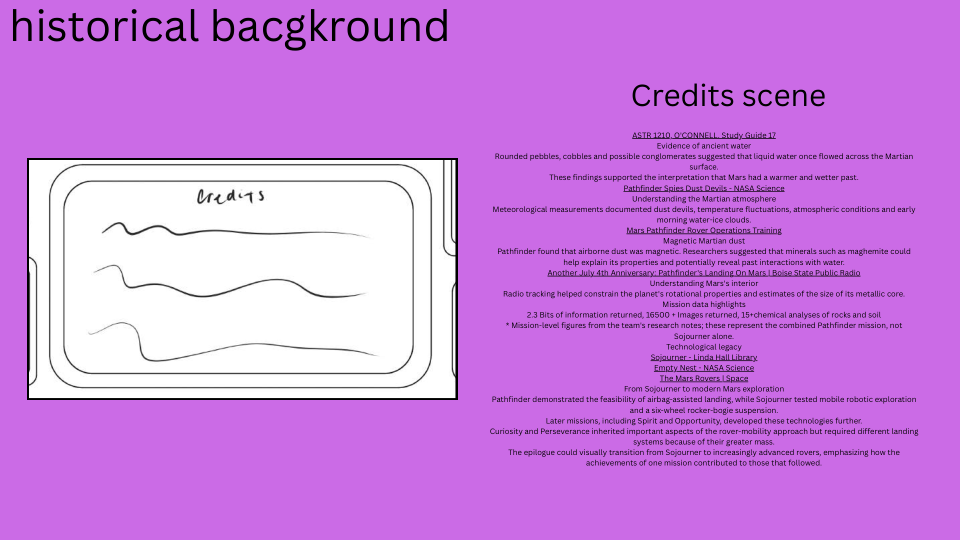 historical bacgkround
Credits scene
Credits
ASTR 1210, O'CONNELL. Study Guide 17
Evidence of ancient water
Rounded pebbles, cobbles and possible conglomerates suggested that liquid water once flowed across the Martian
surface.
These findings supported the interpretation that Mars had a warmer and wetter past.
Pathfinder Spies Dust Devils - NASA Science
Understanding the Martian atmosphere
Meteorological measurements documented dust devils, temperature fluctuations, atmospheric conditions and early
morning water-ice clouds.
Mars Pathfinder Rover Operations Training
Magnetic Martian dust
Pathfinder found that airborne dust was magnetic. Researchers suggested that minerals such as maghemite could
help explain its properties and potentially reveal past interactions with water.
Another July 4th Anniversary: Pathfinder's Landing On Mars | Boise State Public Radio
Understanding Mars's interior
Radio tracking helped constrain the planet's rotational properties and estimates of the size of its metallic core.
Mission data highlights
2.3 Bits of information returned, 16500 + Images returned, 15+chemical analyses of rocks and soil
* Mission-level figures from the team's research notes; these represent the combined Pathfinder mission, not
Sojourner alone.
Technological legacy
Sojourner - Linda Hall Library
Empty Nest - NASA Science
The Mars Rovers | Space
From Sojourner to modern Mars exploration
Pathfinder demonstrated the feasibility of airbag-assisted landing, while Sojourner tested mobile robotic exploration
and a six-wheel rocker-bogie suspension.
Later missions, including Spirit and Opportunity, developed these technologies further.
Curiosity and Perseverance inherited important aspects of the rover-mobility approach but required different landing
systems because of their greater mass.
The epilogue could visually transition from Sojourner to increasingly advanced rovers, emphasizing how the
achievements of one mission contributed to those that followed.